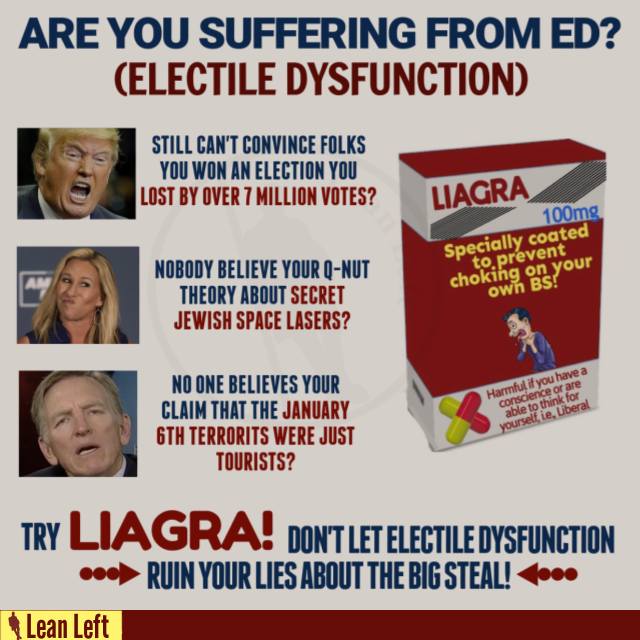 ARE YOU SUFFERING FROM ED?
(ELECTILE DYSFUNCTION)
STILL CAN'T CONVINCE FOLKS
YOU WON AN ELECTION YOU
LOST BY OVER 7 MILLION VOTES?
NOBODY BELIEVE YOUR Q-NUT
THEORY ABOUT SECRET
JEWISH SPACE LASERS?
NO ONE BELIEVES YOUR
CLAIM THAT THE JANUARY
6TH TERRORITS WERE JUST
TOURISTS?
LIAGRA
100mg
Specially coated
to prevent
choking on your
own BS!
Harmful if you have a
conscience or are
able to think for
yourself, i.e, Liberal
TRY LIAGRA! DON'T LET ELECTILE DYSFUNCTION
RUIN YOUR LIES ABOUT THE BIG STEAL!
Lean Left